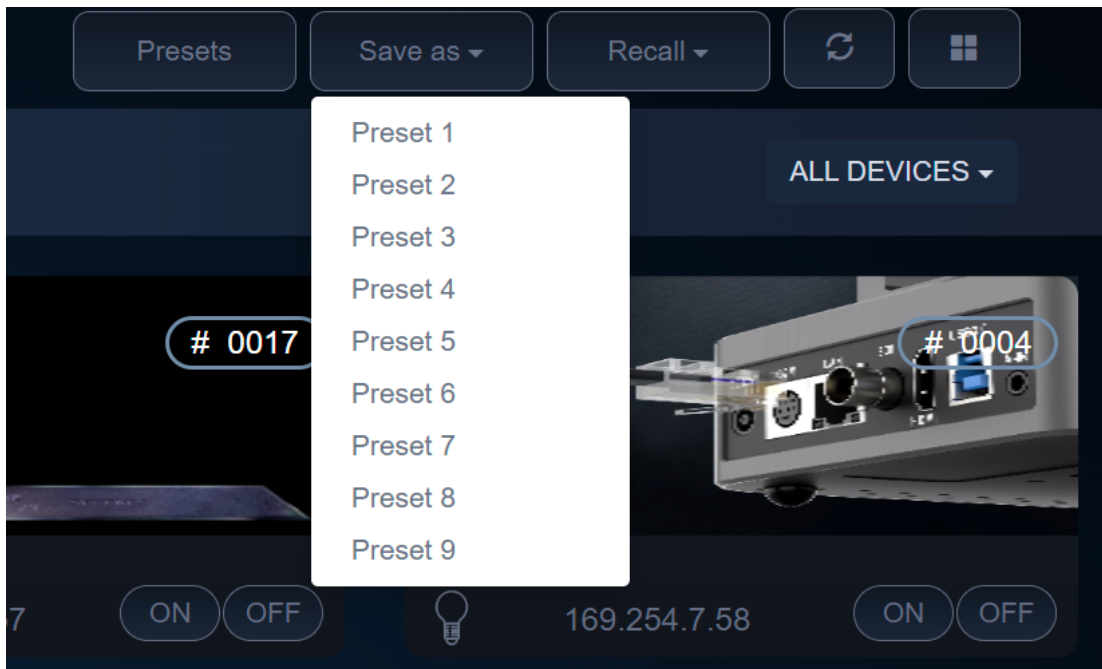 Presets
Save as
Recall
Preset 1
Preset 2
Preset 3
Preset 4
Preset 5
Preset 6
Preset 7
Preset 8
Preset 9
ALL DEVICES
# 0017
# 0004
7
ON
OFF
169.254.7.58
ON
OFF